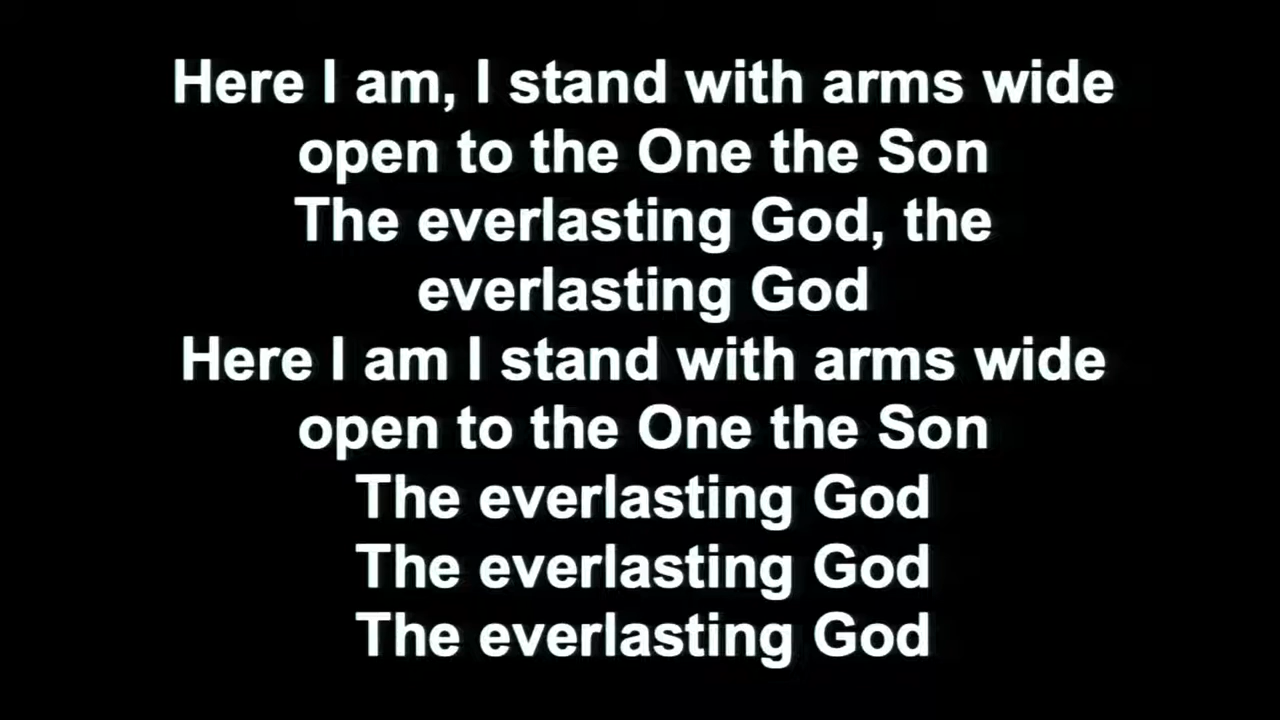 Here I am, I stand with arms wide
open to the One the Son
The everlasting God, the
everlasting God
Here I am I stand with arms wide
open to the One the Son
The everlasting God
The everlasting God
The everlasting God